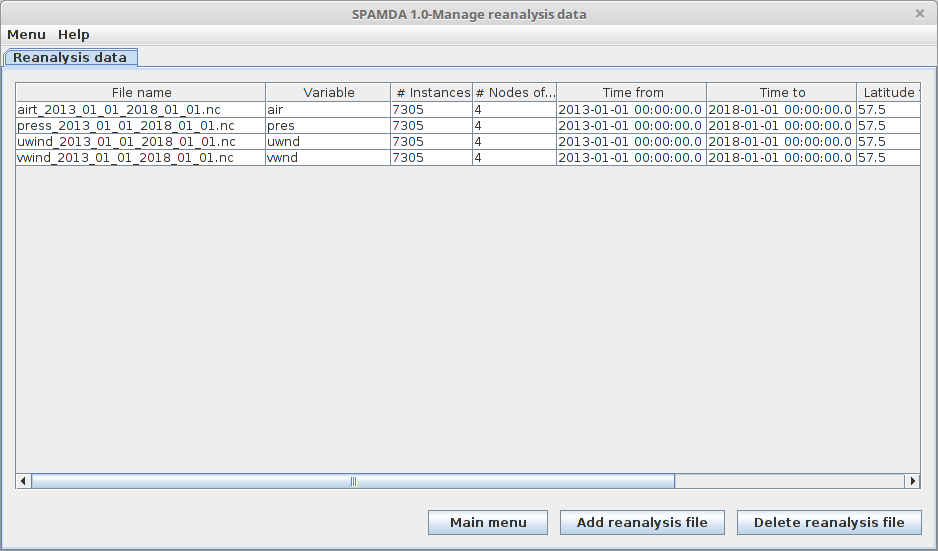 SPAMDA 1.0-Manage reanalysis data
Menu Help
Reanalysis data
File name Variable # Instances # Nodes of... Time from Time to Latitude
airt_2013_01_01_2018_01_01.nc air 7305 4 2013-01-01 00:00:00.0 2018-01-01 00:00:00.0 57.5
press_2013_01_01_2018_01_01.nc pres 7305 4 2013-01-01 00:00:00.0 2018-01-01 00:00:00.0 57.5
uwind_2013_01_01_2018_01_01.nc uwnd 7305 4 2013-01-01 00:00:00.0 2018-01-01 00:00:00.0 57.5
vwind_2013_01_01_2018_01_01.nc vwnd 7305 4 2013-01-01 00:00:00.0 2018-01-01 00:00:00.0 57.5
Main menu Add reanalysis file Delete reanalysis file